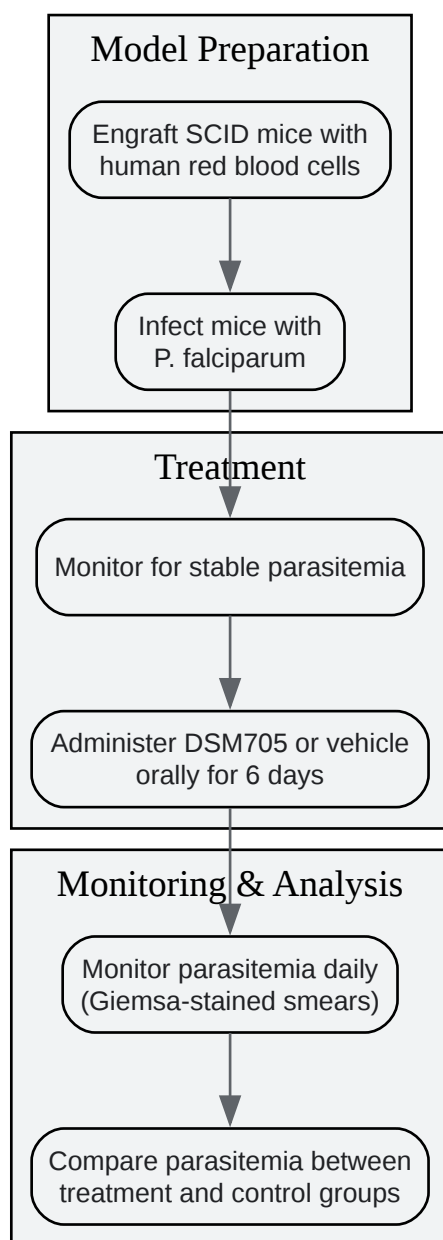 Model Preparation
Engraft SCID mice with
human red blood cells
Infect mice with
P. falciparum
Treatment
Monitor for stable parasitemia
Administer DSM705 or vehicle
orally for 6 days
Monitoring & Analysis
Monitor parasitemia daily
(Giemsa-stained smears)
Compare parasitemia between
treatment and control groups